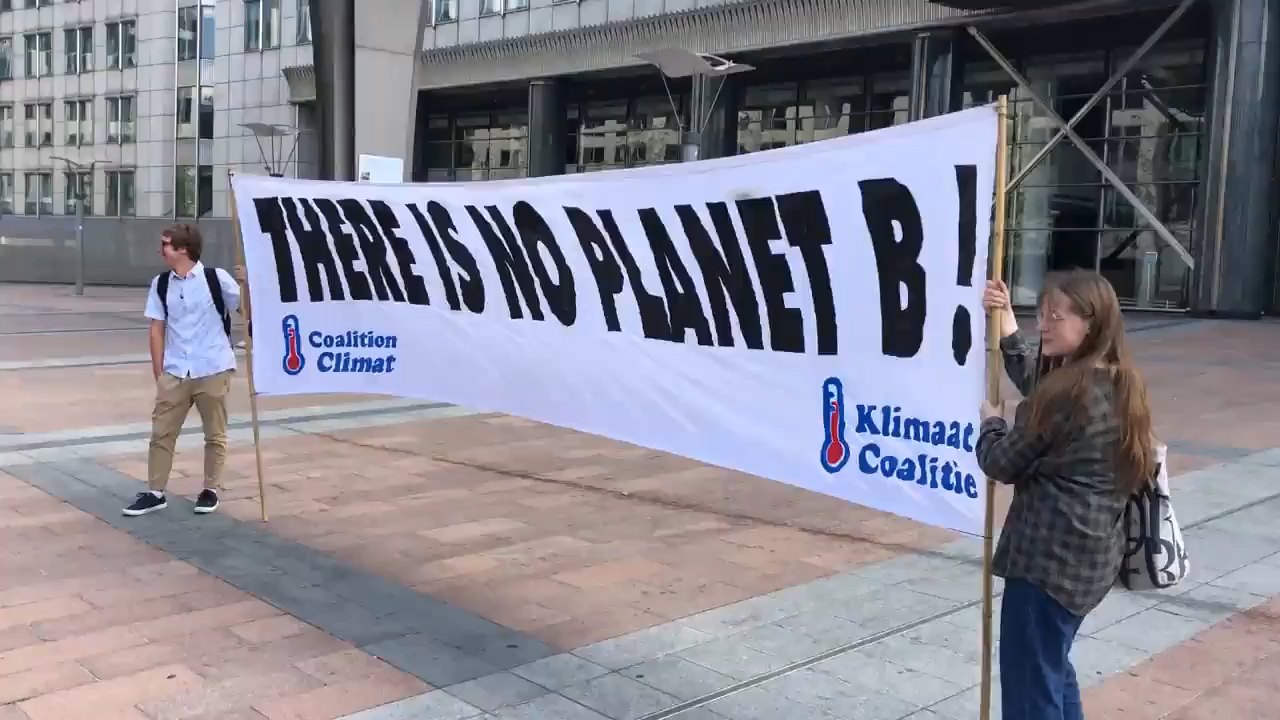 THERE IS NO PLANET B!
Coalition
Climat
Klimaat
Coalitie